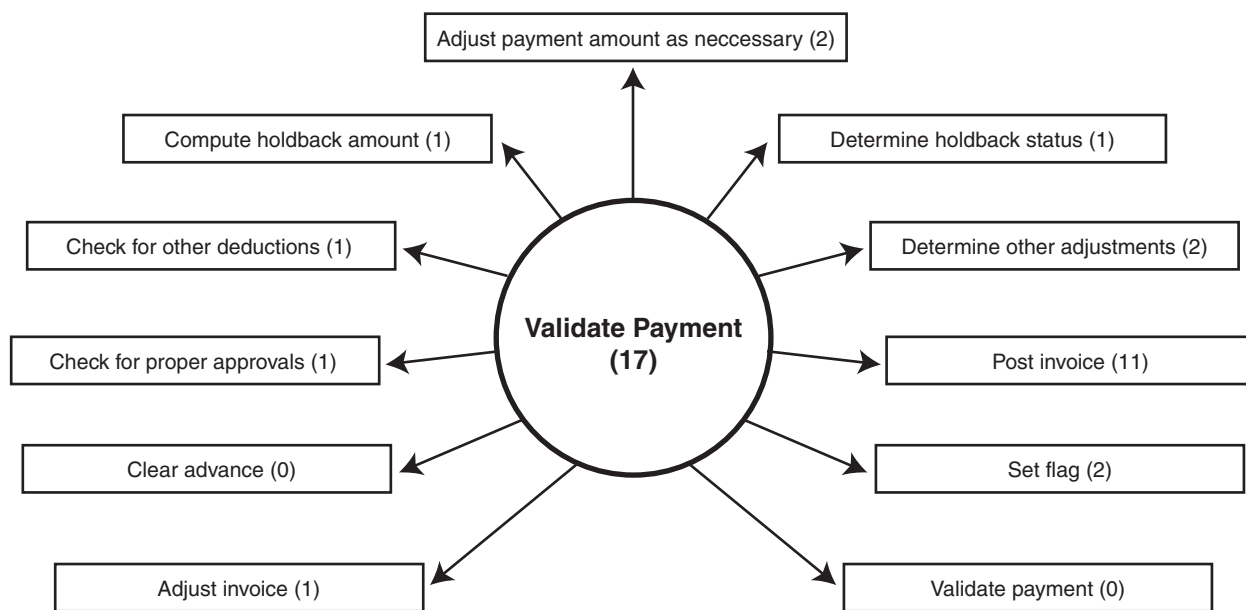 Adjust payment amount as neccessary (2)
Compute holdback amount (1)
Determine holdback status (1)
Check for other deductions (1)
Determine other adjustments (2)
Validate Payment
(17)
Check for proper approvals (1)
Post invoice (11)
Clear advance (0)
Set flag (2)
Adjust invoice (1)
Validate payment (0)